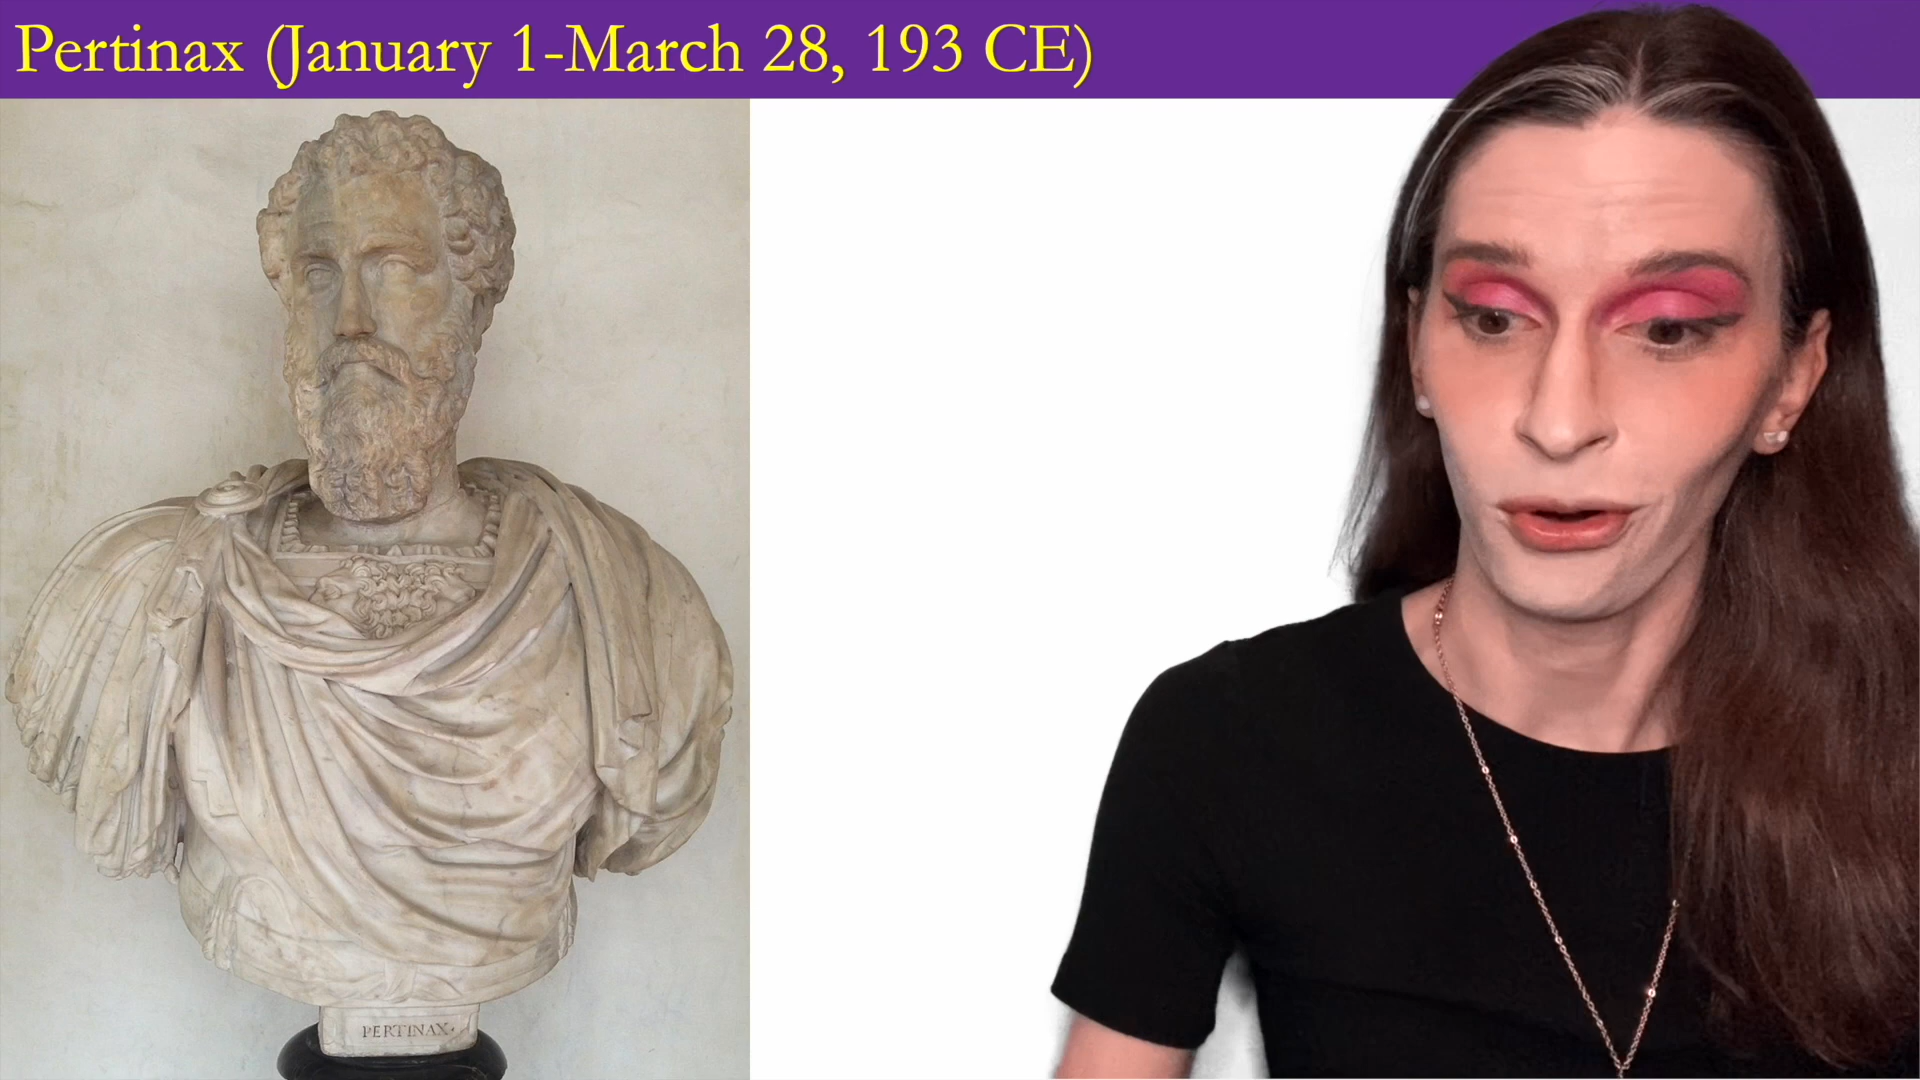 Pertinax (January 1-March 28, 193 CE)
PERTINAX